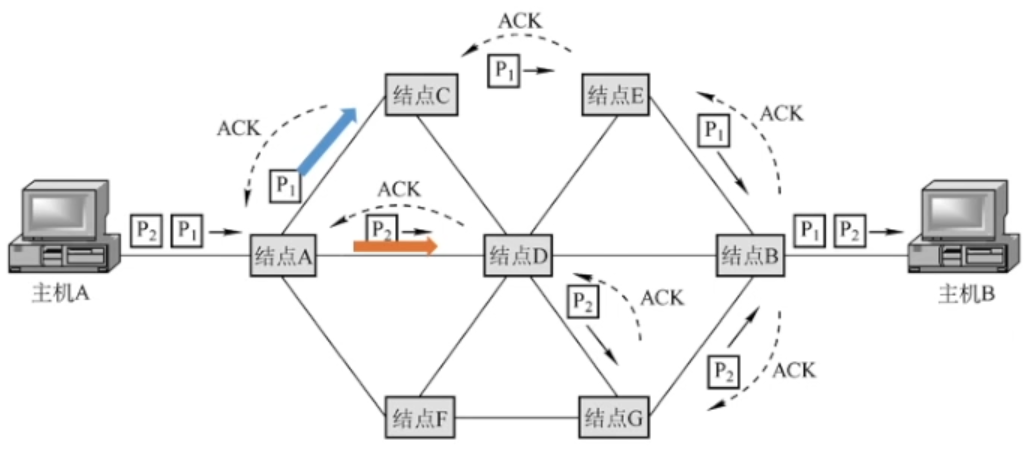 ACK
P₁
结点C
结点E
ACK
P₁
P₁
ACK
ACK
P₂ P₁
P₂
P₁ P₂
结点A
结点D
结点B
主机A
主机B
P₂
ACK
P₂
ACK
结点F
结点G